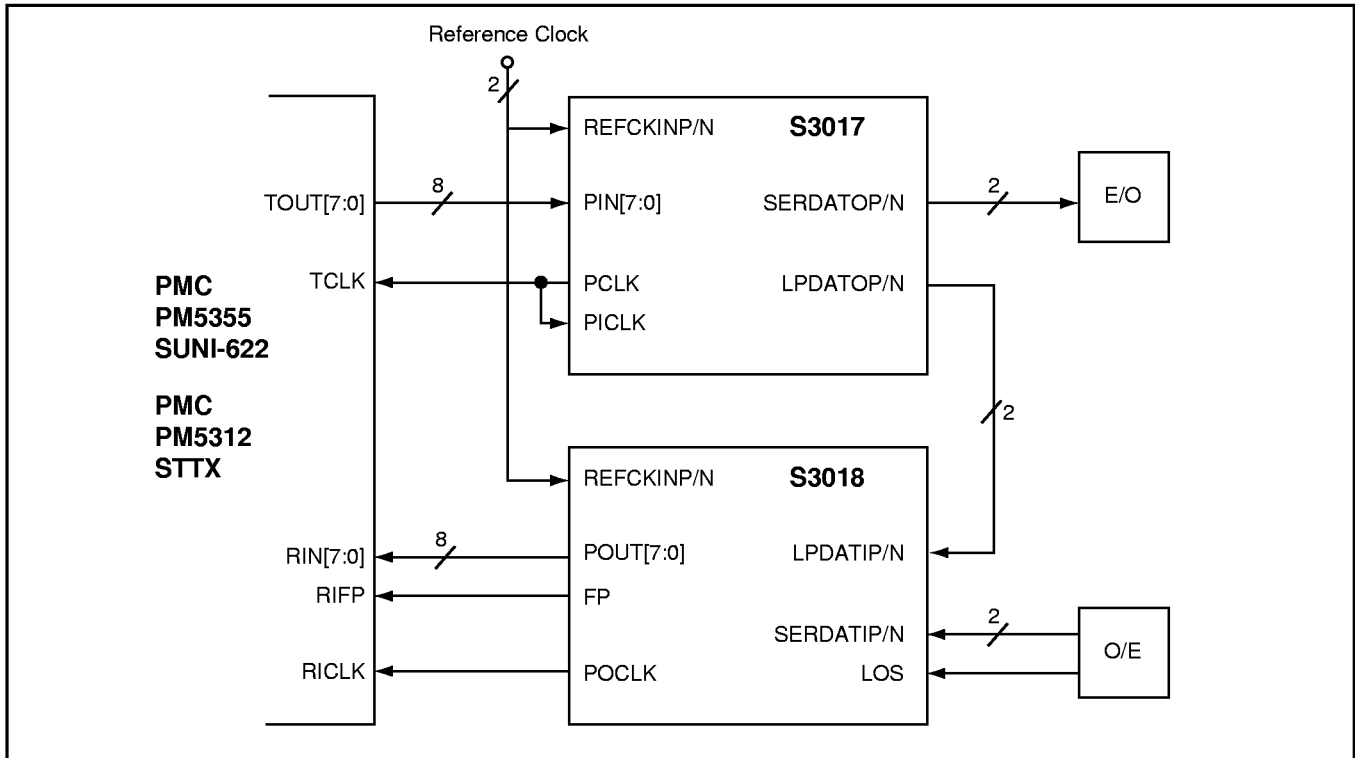 Reference Clock
2
REFCKINP/N
S3017
TOUT[7:0]
8
PIN[7:0]
SERDATOP/N
2
E/O
TCLK
PCLK
LPDATOP/N
PICLK
PMC
PM5355
SUNI-622
PMC
PM5312
STTX
2
REFCKINP/N
S3018
RIN[7:0]
8
POUT[7:0]
LPDATIP/N
RIFP
FP
SERDATIP/N
2
O/E
RICLK
POCLK
LOS